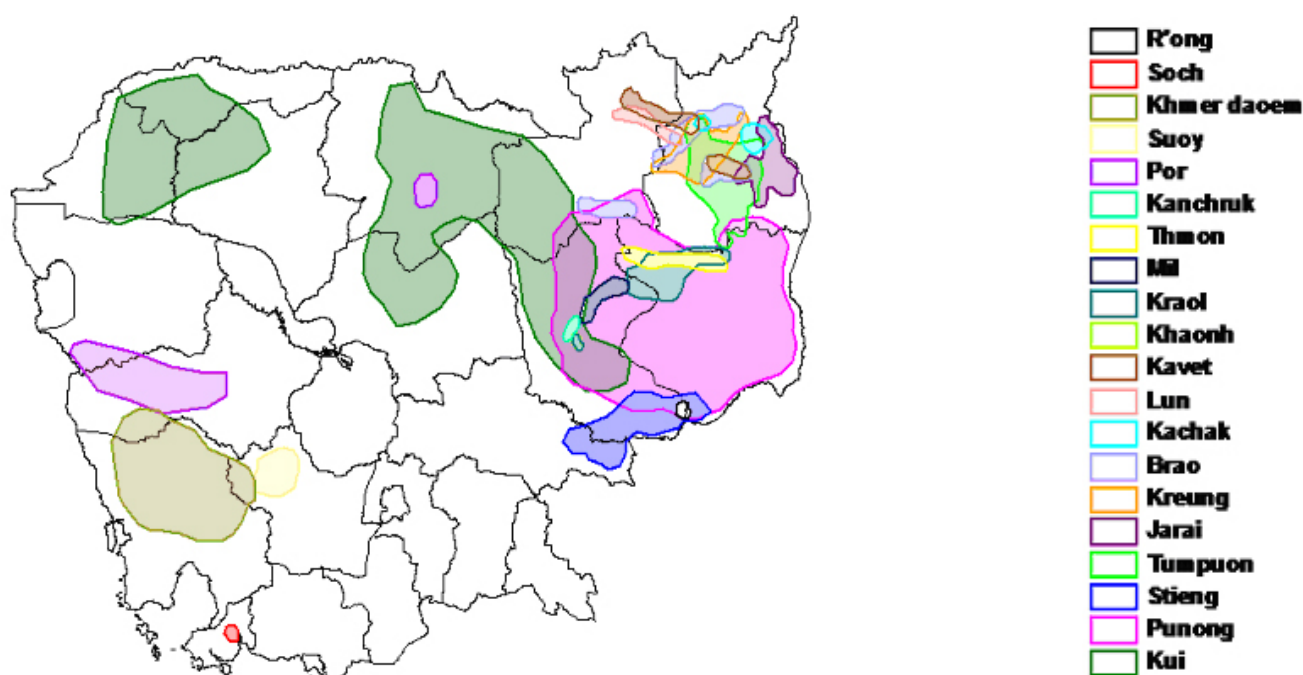 R'ong
Soch
Khmer daoem
Suoy
Por
Kanchruk
Thmon
Mil
Kraol
Khaonh
Kavet
Lun
Kachak
Brao
Kreung
Jarai
Tumpuon
Stieng
Punong
Kui